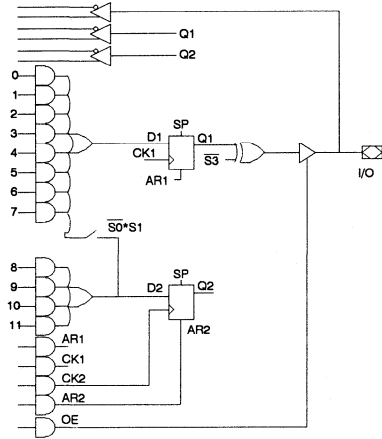 Q1
Q2
0
1
2
3
4
5
6
7
D1
SP
Q1
CK1
AR1
S3
I/O
S0*S1
8
9
10
11
D2
SP
Q2
AR2
AR1
CK1
CK2
AR2
OE